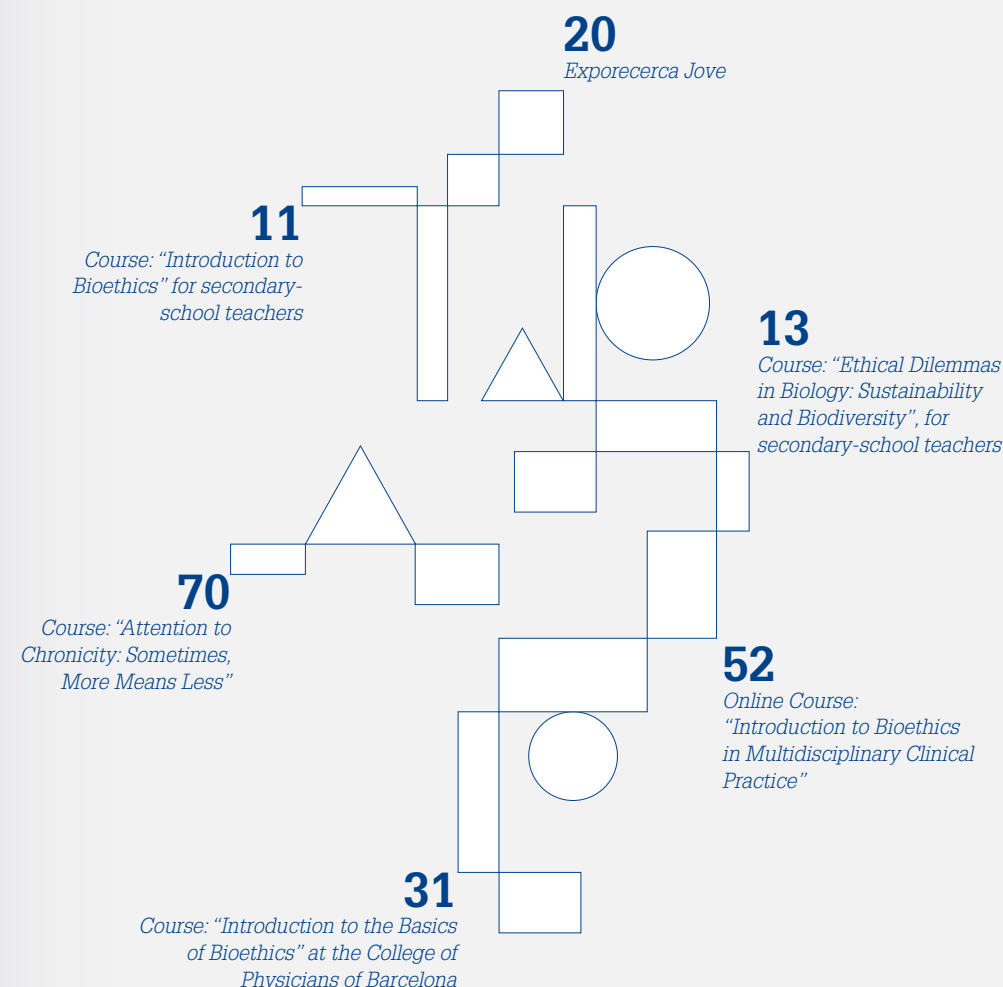 20
Exporecerca Jove
11
Course: “Introduction to
Bioethics” for secondary-
school teachers
13
Course: “Ethical Dilemmas
in Biology: Sustainability
and Biodiversity”, for
secondary-school teachers
70
Course: “Attention to
Chronicity: Sometimes,
More Means Less”
52
Online Course:
“Introduction to Bioethics
in Multidisciplinary Clinical
Practice”
31
Course: “Introduction to the Basics
of Bioethics” at the College of
Physicians of Barcelona